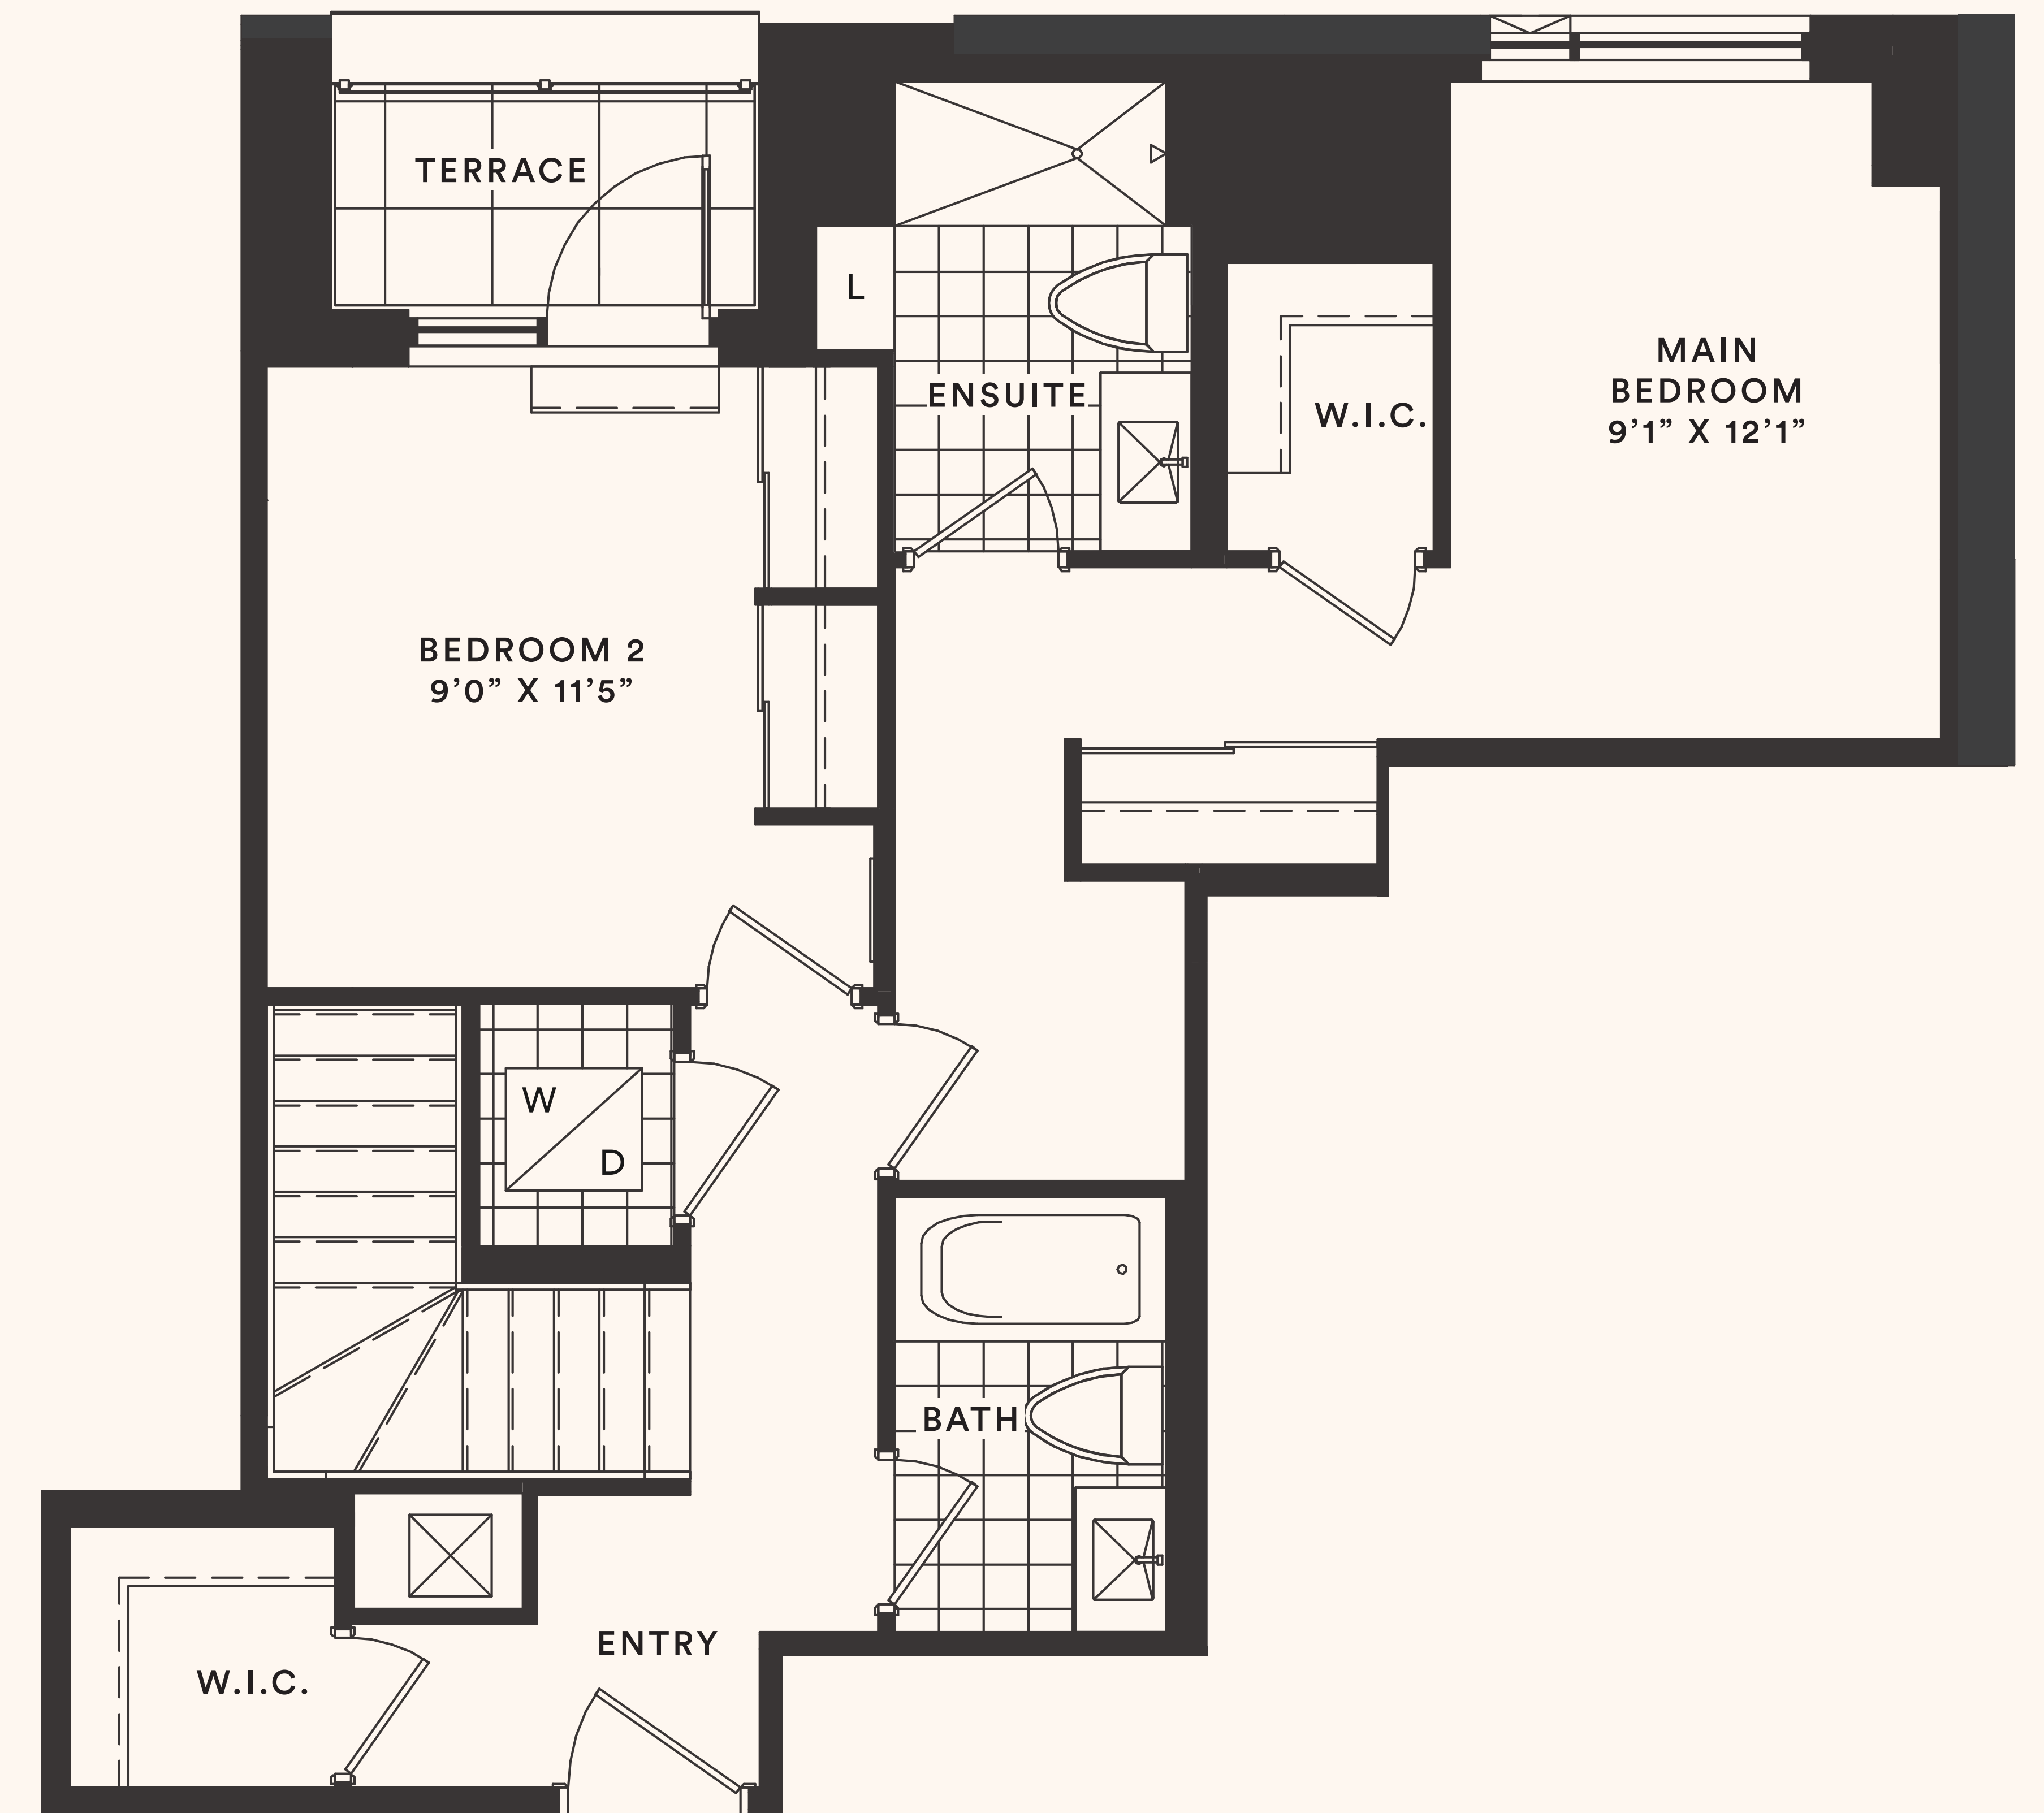 TERRACE
L
ENSUITE
W.I.C.
MAIN
BEDROOM
9’1” X 12’1”
BEDROOM 2
9’0” X 11’5”
W
D
BATH
ENTRY
W.I.C.